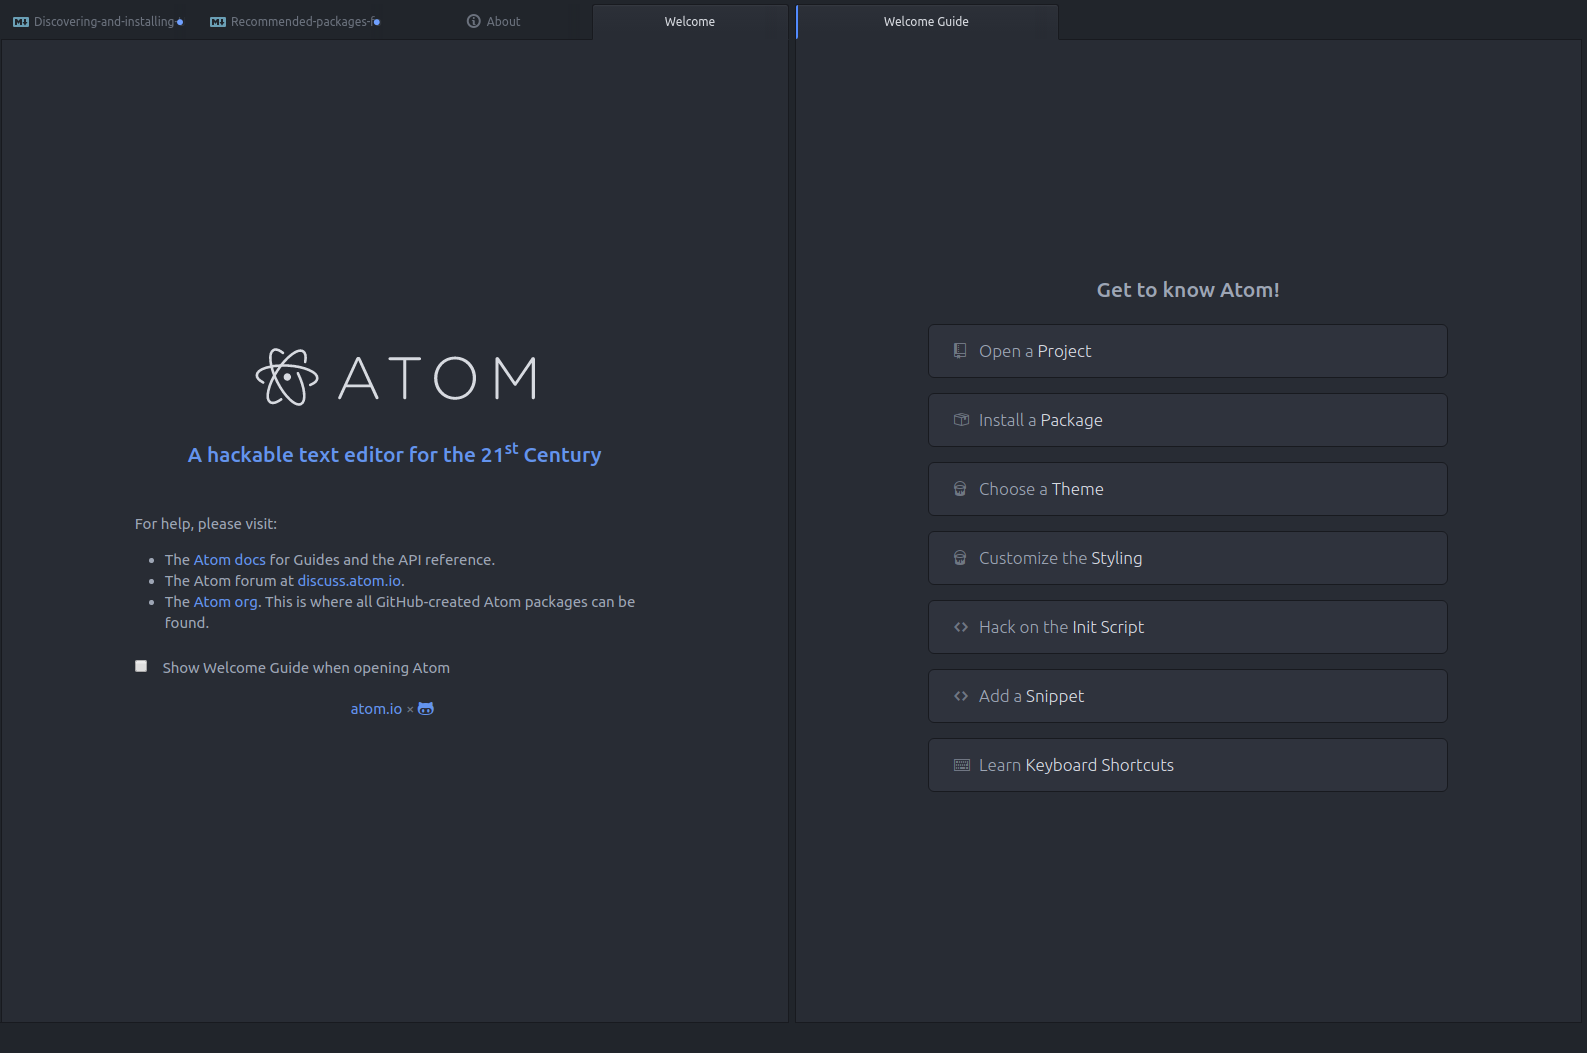 Discovering-and-installing-
Recommended-packages-f
About
Welcome
Welcome Guide
ATOM
A hackable text editor for the 21st Century
For help, please visit:
The Atom docs for Guides and the API reference.
The Atom forum at discuss.atom.io.
The Atom org. This is where all GitHub-created Atom packages can be
found.
Show Welcome Guide when opening Atom
atom.io ×
Get to know Atom!
Open a Project
Install a Package
Choose a Theme
Customize the Styling
Hack on the Init Script
Add a Snippet
Learn Keyboard Shortcuts